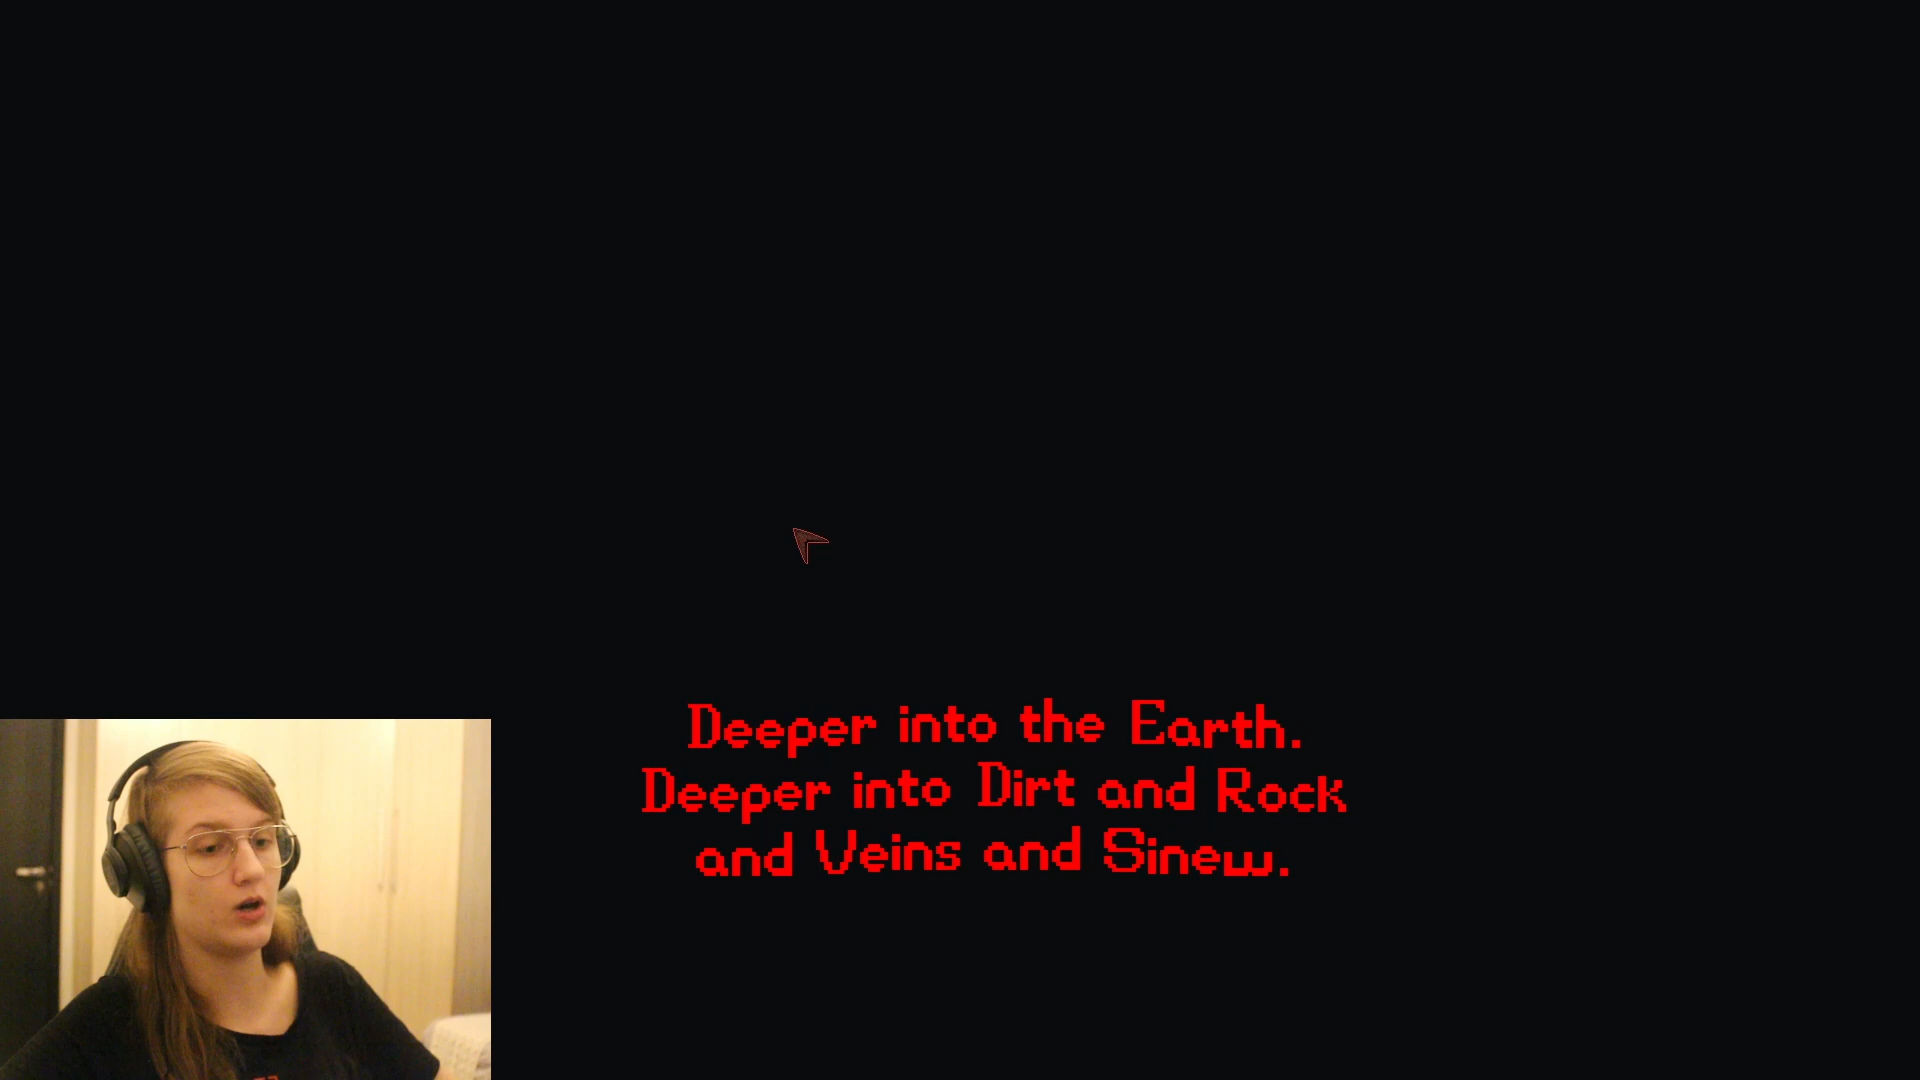 Deeper into the Earth.
Deeper into Dirt and Rock
and Veins and Sinew.